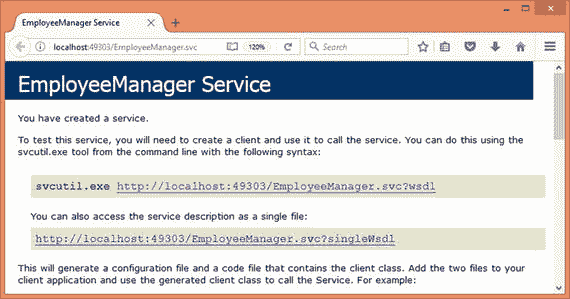 EmployeeManager Service
localhost:49303/EmployeeManager.svc
120%
Search
EmployeeManager Service
You have created a service.
To test this service, you will need to create a client and use it to call the service. You can do this using the
svcutil.exe tool from the command line with the following syntax:
svcutil.exe http://localhost:49303/EmployeeManager.svc?wsdl
You can also access the service description as a single file:
http://localhost:49303/EmployeeManager.svc?singleWsdl
This will generate a configuration file and a code file that contains the client class. Add the two files to your
client application and use the generated client class to call the Service. For example: